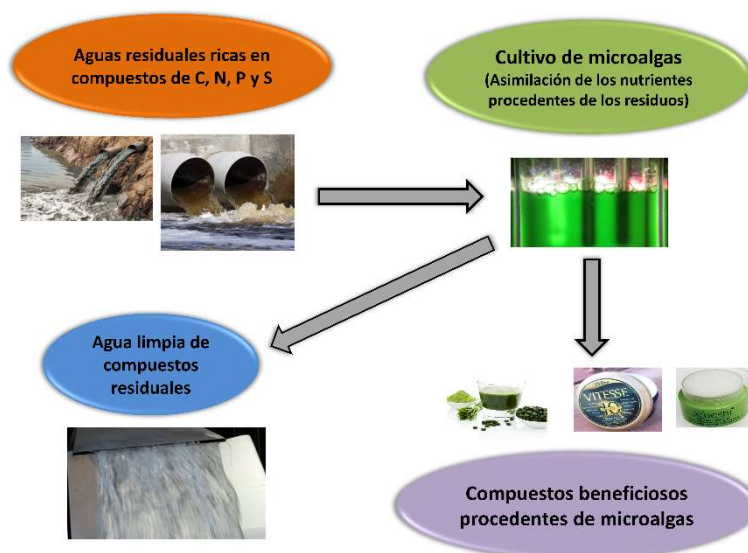 Aguas residuales ricas en
compuestos de C, N, P y S
Cultivo de microalgas
(Asimilación de los nutrientes
procedentes de los residuos)
Agua limpia de
compuestos
residuales
VITESSE
Compuestos beneficiosos
procedentes de microalgas